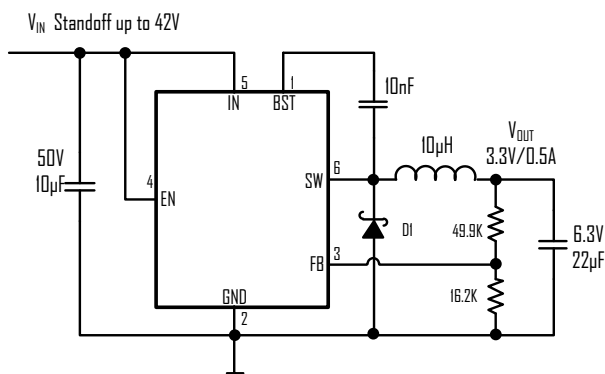 VIN Standoff up to 42V
5
1
IN
BST
10nF
10µH
VOUT
3.3V/0.5A
50V
10µF
4
EN
SW
6
D1
49.9K
6.3V
22µF
FB
3
16.2K
GND
2